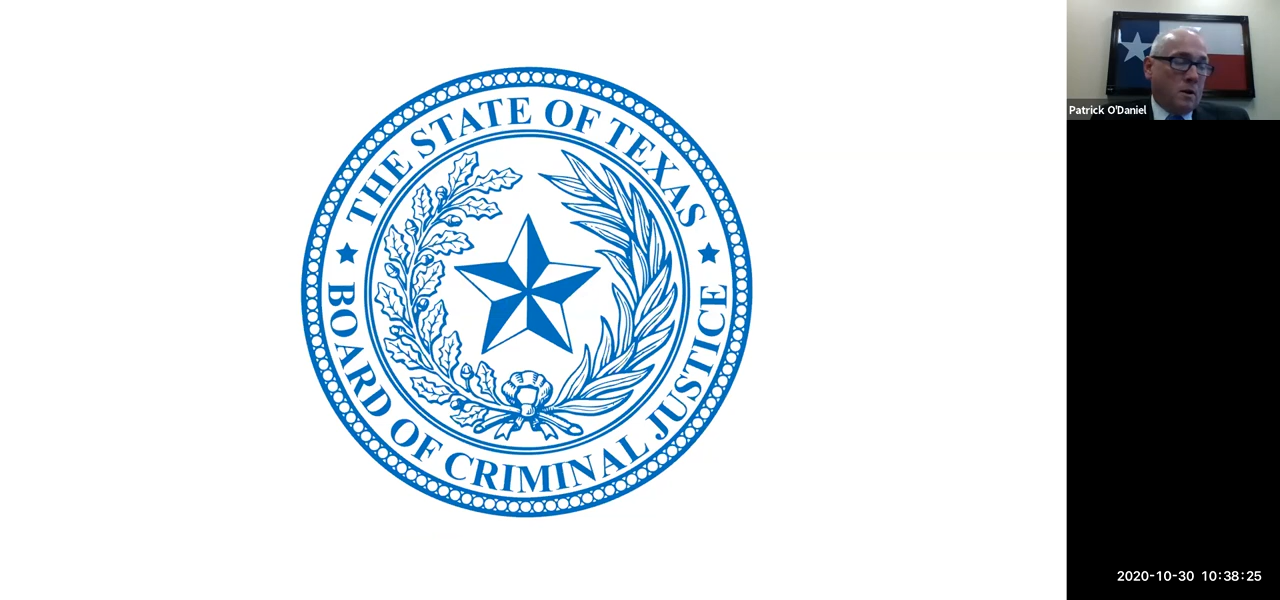 THE STATE OF TEXAS
BOARD OF CRIMINAL JUSTICE
Patrick O'Daniel
2020-10-30 10:38:25